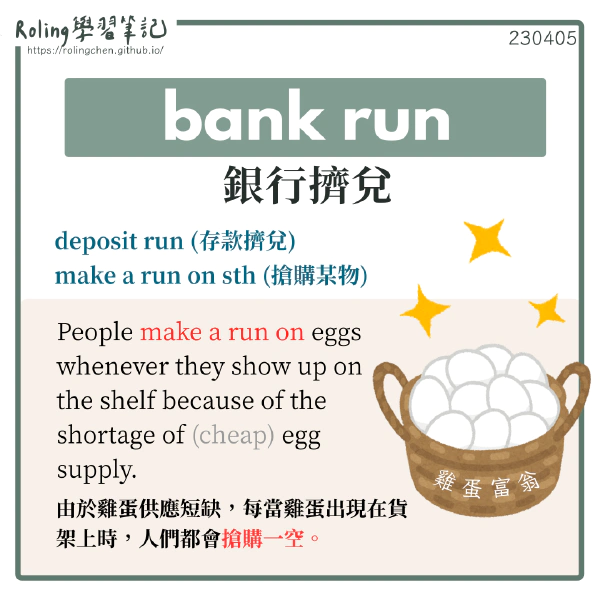 Roling學習筆記
https://rolingchen.github.io/
230405
bank run
銀行擠兌
deposit run (存款擠兌)
make a run on sth (搶購某物)
People make a run on eggs
whenever they show up on
the shelf because of the
shortage of (cheap) egg
supply.
雞蛋富翁
由於雞蛋供應短缺，每當雞蛋出現在貨
架上時，人們都會搶購一空。